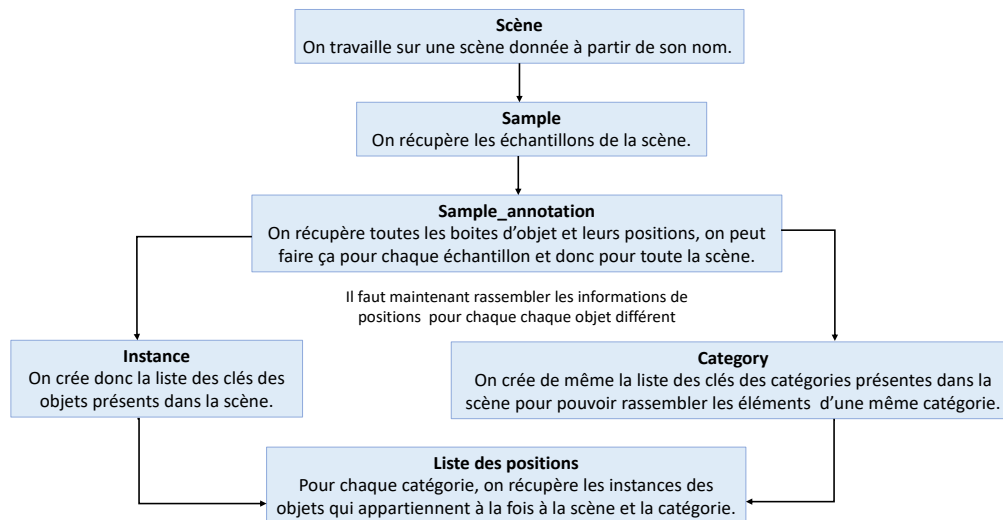 Scène
On travaille sur une scène donnée à partir de son nom.
Sample
On récupère les échantillons de la scène.
Sample_annotation
On récupère toutes les boites d’objet et leurs positions, on peut
faire ça pour chaque échantillon et donc pour toute la scène.
Il faut maintenant rassembler les informations de
positions  pour chaque chaque objet différent
Instance
On crée donc la liste des clés des
objets présents dans la scène.
Category
On crée de même la liste des clés des catégories présentes dans la
scène pour pouvoir rassembler les éléments  d’une même catégorie.
Liste des positions
Pour chaque catégorie, on récupère les instances des
objets qui appartiennent à la fois à la scène et la catégorie.